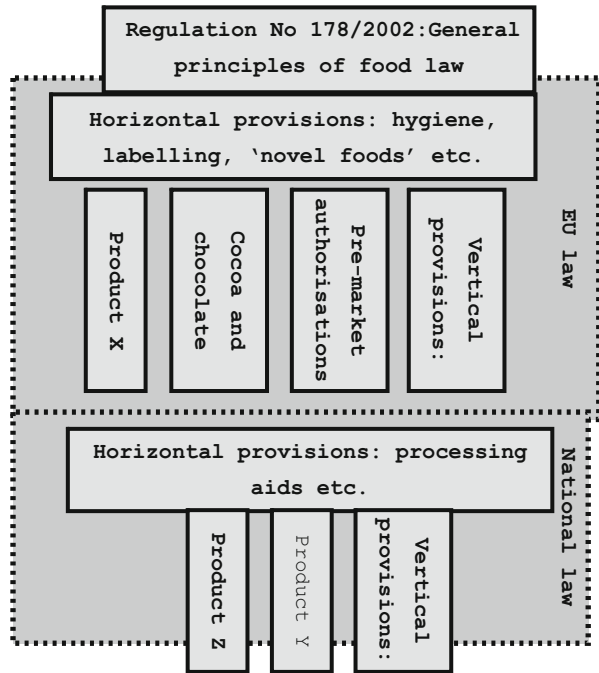 Regulation No 178/2002:General
principles of food law
Horizontal provisions: hygiene,
labelling, ‘novel foods’ etc.
Product X
Cocoa and
chocolate
Pre-market
authorisations
Vertical
provisions:
EU law
Horizontal provisions: processing
aids etc.
Product Z
Product Y
Vertical
provisions:
National law